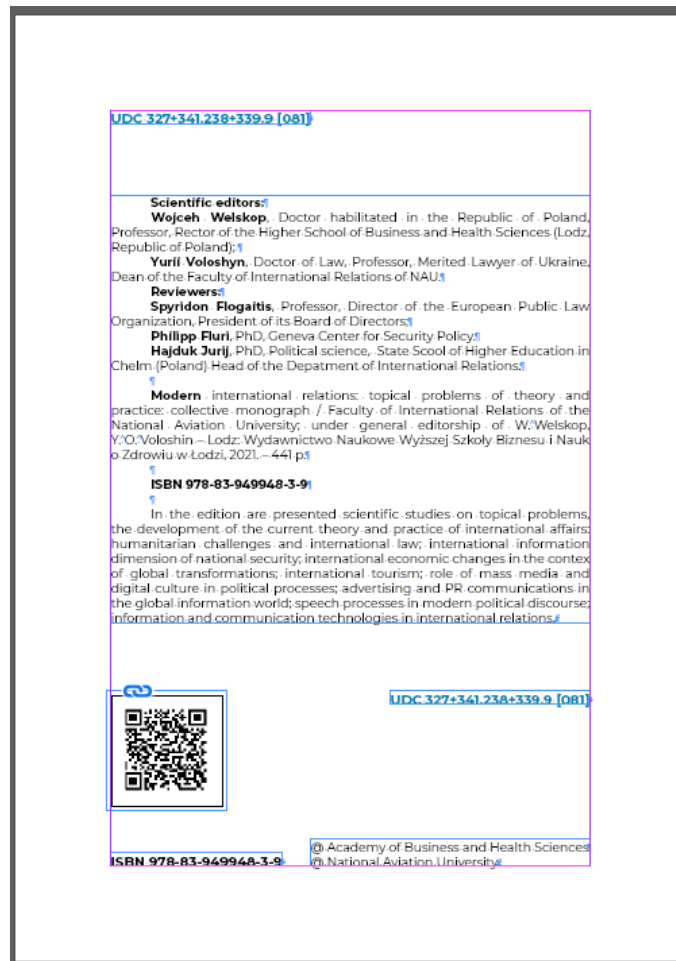 UDC 327+341.238+339.9 [081]
Scientific editors:
Wojceh Welskop, Doctor habilitated in the Republic of Poland,
Professor, Rector of the Higher School of Business and Health Sciences (Lodz,
Republic of Poland);
Yurii Voloshyn, Doctor of Law, Professor, Merited Lawyer of Ukraine,
Dean of the Faculty of International Relations of NAU.
Reviewers:
Spyridon Flogaitis, Professor, Director of the European Public Law
Organization, President of its Board of Directors;
Philipp Fluri, PhD, Geneva Center for Security Policy.
Hajduk Jurij, PhD, Political science, State Scool of Higher Education in
Chelm (Poland) Head of the Depatment of International Relations.
Modern international relations: topical problems of theory and
practice: collective monograph / Faculty of International Relations of the
National Aviation University; under general editorship of W. Welskop,
Y. O. Voloshin – Lodz: Wydawnictwo Naukowe Wyższej Szkoły Biznesu i Nauk
o Zdrowiu w Łodzi, 2021. – 441 p.
ISBN 978-83-949948-3-9
In the edition are presented scientific studies on topical problems,
the development of the current theory and practice of international affairs:
humanitarian challenges and international law; international information
dimension of national security; international economic changes in the contex
of global transformations; international tourism; role of mass media and
digital culture in political processes; advertising and PR communications in
the global information world; speech processes in modern political discourse;
information and communication technologies in international relations.
UDC 327+341.238+339.9 [081]
@ Academy of Business and Health Sciences
ISBN 978-83-949948-3-9
@ National Aviation University